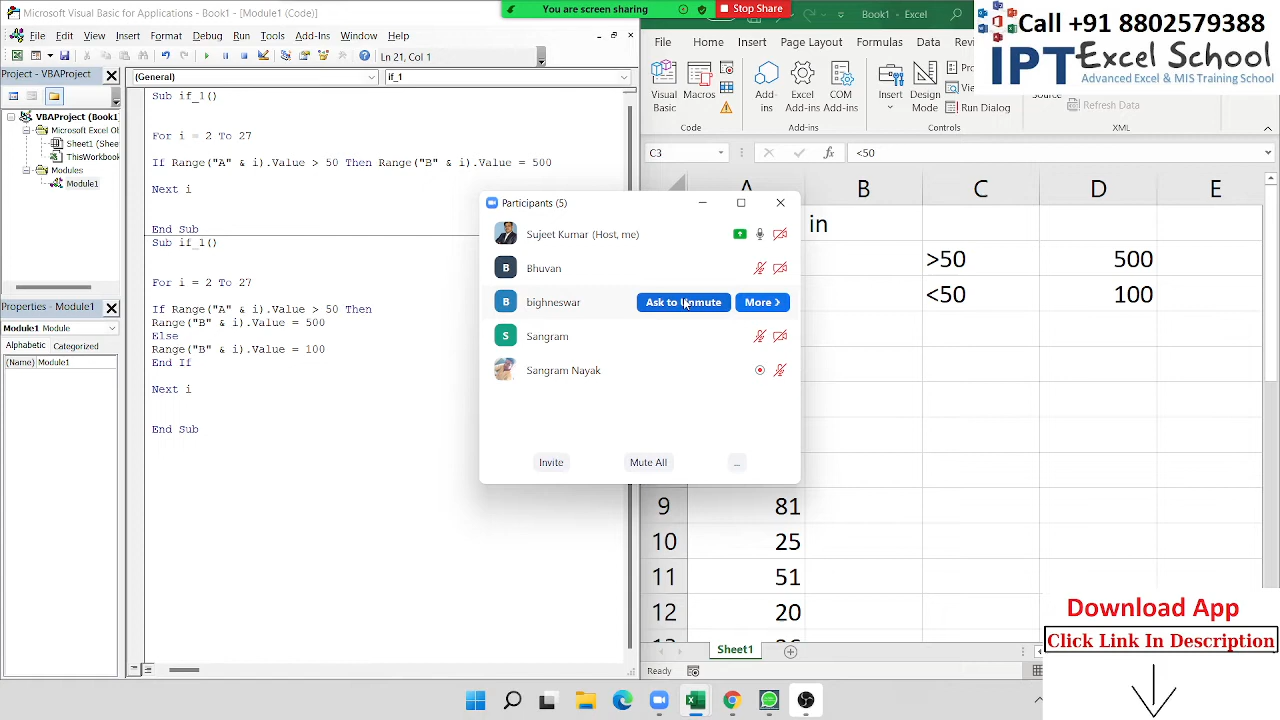 Microsoft Visual Basic for Applications - Book1 - [Module1 (Code)]
You are screen sharing
Stop Share
Book1 - Excel
Call +91 8802579388
IPT Excel School
Advanced Excel & MIS Training School
File Edit View Insert Format Debug Run Add-Ins Window Help
File Home Insert Page Layout Formulas Data
Ln 21, Col 1
Visual Basic
Macros
Add-ins
Excel Add-ins
COM Add-ins
Insert
Design Mode
Run Dialog
Refresh Data
Code
Add-ins
Controls
XML
Project - VBAProject
(General)
if_1
VBAProject (Book1
Microsoft Excel Ob
Sheet1 (Shee
ThisWorkbook
Modules
Module1
Properties - Module1
Module1 Module
Alphabetic Categorized
(Name) Module1
Sub if_1()
For i = 2 To 27
If Range("A" & i).Value > 50 Then Range("B" & i).Value = 500
Next i
End Sub
Sub if_1()
For i = 2 To 27
If Range("A" & i).Value > 50 Then
Range("B" & i).Value = 500
Else
Range("B" & i).Value = 100
End If
Next i
End Sub
Participants (5)
Sujeet Kumar (Host, me)
B Bhuvan
B bighneswar Ask to Unmute More
S Sangram
Sangram Nayak
Invite Mute All ...
C3 fx <50
A B C D E
in
>50 500
<50 100
9 81
10 25
11 51
12 20
Sheet1
Ready
Download App
Click Link In Description